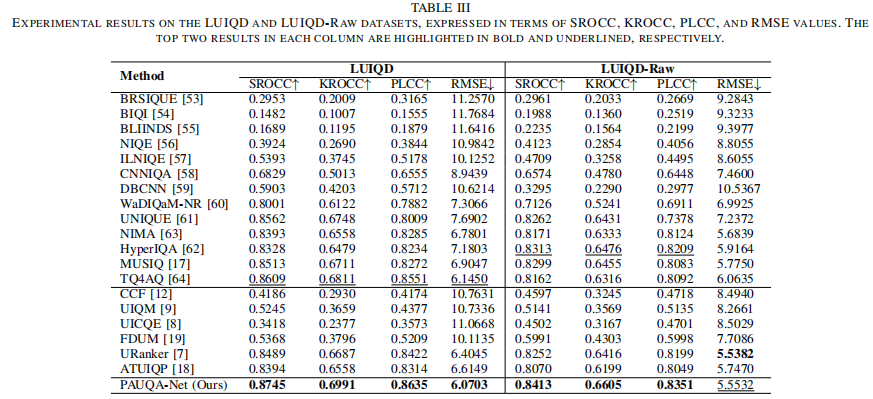 TABLE III
EXPERIMENTAL RESULTS ON THE LUIQD AND LUIQD-RAW DATASETS, EXPRESSED IN TERMS OF SROCC, KROCC, PLCC, AND RMSE VALUES. THE
TOP TWO RESULTS IN EACH COLUMN ARE HIGHLIGHTED IN BOLD AND UNDERLINED, RESPECTIVELY.
Method LUIQD LUIQD-Raw
SROCC↑ KROCC↑ PLCC↑ RMSE↓ SROCC↑ KROCC↑ PLCC↑ RMSE↓
BRSIQUE [53] 0.2953 0.2009 0.3165 11.2570 0.2961 0.2033 0.2669 9.2843
BIQI [54] 0.1482 0.1007 0.1555 11.7684 0.1988 0.1360 0.2519 9.3233
BLIINDS [55] 0.1689 0.1195 0.1879 11.6416 0.2235 0.1564 0.2199 9.3977
NIQE [56] 0.3924 0.2690 0.3844 10.9842 0.4123 0.2854 0.4056 8.8055
ILNIQE [57] 0.5393 0.3745 0.5178 10.1252 0.4709 0.3258 0.4495 8.6055
CNNIQA [58] 0.6829 0.5013 0.6555 8.9439 0.6574 0.4780 0.6448 7.4600
DBCNN [59] 0.5903 0.4203 0.5712 10.6214 0.3295 0.2290 0.2977 10.5367
WaDIQaM-NR [60] 0.8001 0.6122 0.7882 7.3066 0.7126 0.5241 0.6911 6.9925
UNIQUE [61] 0.8562 0.6748 0.8009 7.6902 0.8262 0.6431 0.7378 7.2372
NIMA [63] 0.8393 0.6558 0.8285 6.7801 0.8171 0.6333 0.8124 5.6839
HyperIQA [62] 0.8328 0.6479 0.8234 7.1803 0.8313 0.6476 0.8209 5.9164
MUSIQ [17] 0.8513 0.6711 0.8272 6.9047 0.8299 0.6455 0.8083 5.7750
TQ4AQ [64] 0.8609 0.6811 0.8551 6.1450 0.8162 0.6316 0.8092 6.0635
CCF [12] 0.4186 0.2930 0.4174 10.7631 0.4597 0.3245 0.4718 8.4940
UIQM [9] 0.5245 0.3659 0.4377 10.7336 0.5141 0.3569 0.5135 8.2661
UICQE [8] 0.3418 0.2377 0.3573 11.0668 0.4502 0.3167 0.4701 8.5029
FDUM [19] 0.5368 0.3796 0.5209 10.1135 0.5991 0.4303 0.5998 7.7086
URanker [7] 0.8489 0.6687 0.8422 6.4045 0.8252 0.6416 0.8199 5.5382
ATUIQP [18] 0.8394 0.6558 0.8314 6.6149 0.8070 0.6199 0.8049 5.7470
PAUQA-Net (Ours) 0.8745 0.6991 0.8635 6.0703 0.8413 0.6605 0.8351 5.5532